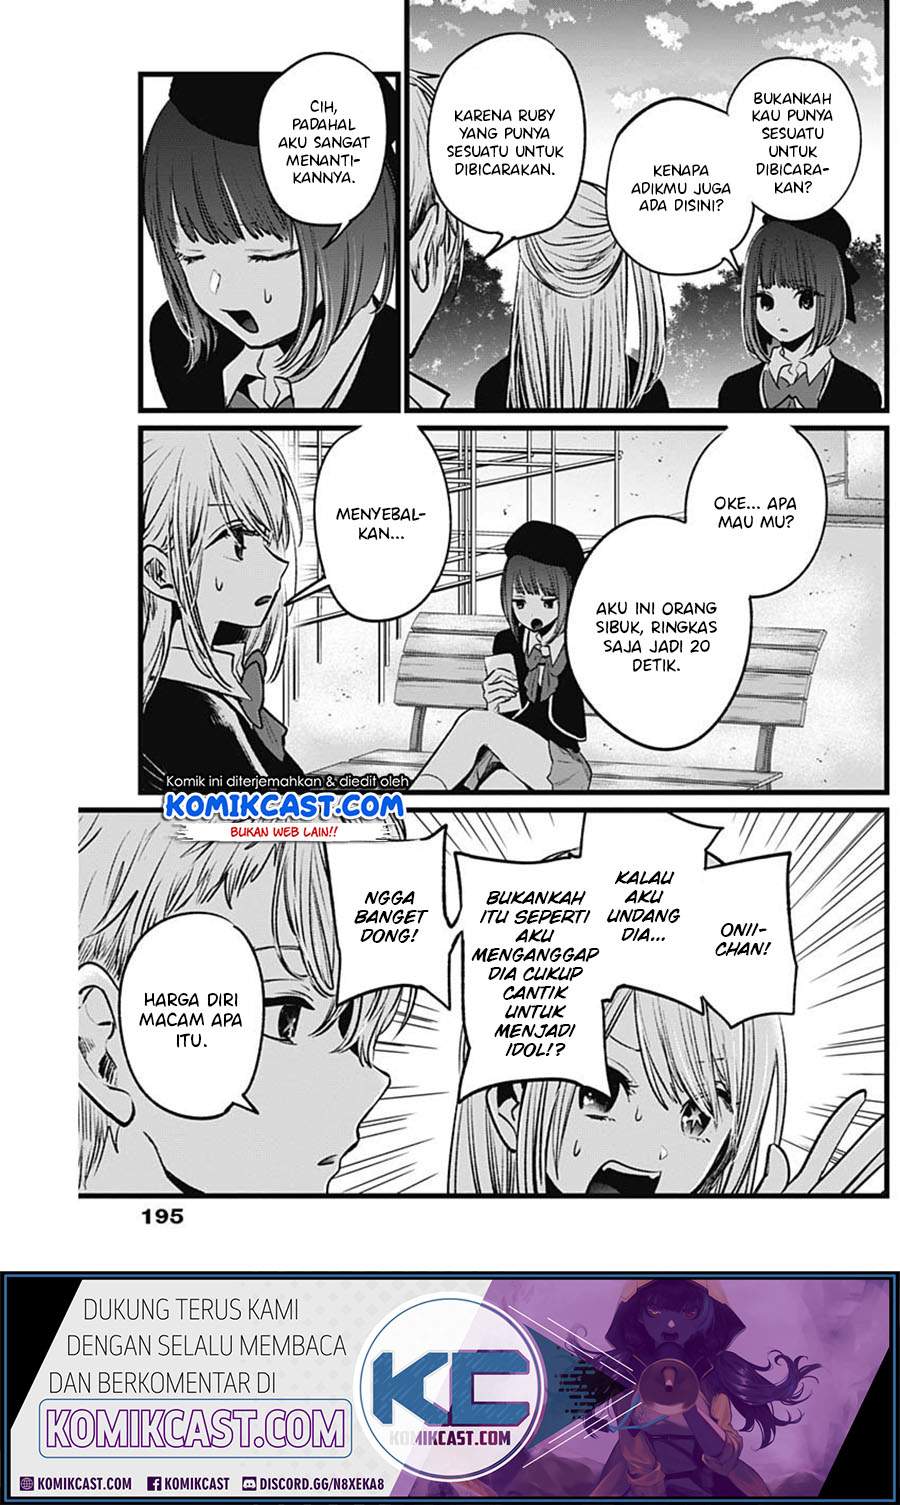 BUKANKAH
KAU PUNYA
SESUATU
UNTUK
DIBICARA-
KAN?
KENAPA
ADIKMU JUGA
ADA DISINI?
KARENA RUBY
YANG PUNYA
SESUATU UNTUK
DIBICARAKAN.
CIH,
PADAHAL
AKU SANGAT
MENANTI-
KANNYA.
OKE... APA
MAU MU?
AKU INI ORANG
SIBUK, RINGKAS
SAJA JADI 20
DETIK.
MENYEBAL-
KAN...
Komik ini diterjemahkan & diedit oleh
KOMIKCAST.COM
BUKAN WEB LAIN!!
ONII-
CHAN!
KALAU
AKU
UNDANG
DIA...
BUKANKAH
ITU SEPERTI
AKU
MENGANGGAP
DIA CUKUP
CANTIK
UNTUK
MENJADI
IDOL!?
NGGA
BANGET
DONG!
HARGA DIRI
MACAM APA
ITU.
195
DUKUNG TERUS KAMI
DENGAN SELALU MEMBACA
DAN BERKOMENTAR DI
KOMIKCAST.COM
KC
KOMIKCAST.COM
KOMIKCAST.COM
KOMIKCAST
DISCORD.GG/N8XEKA8